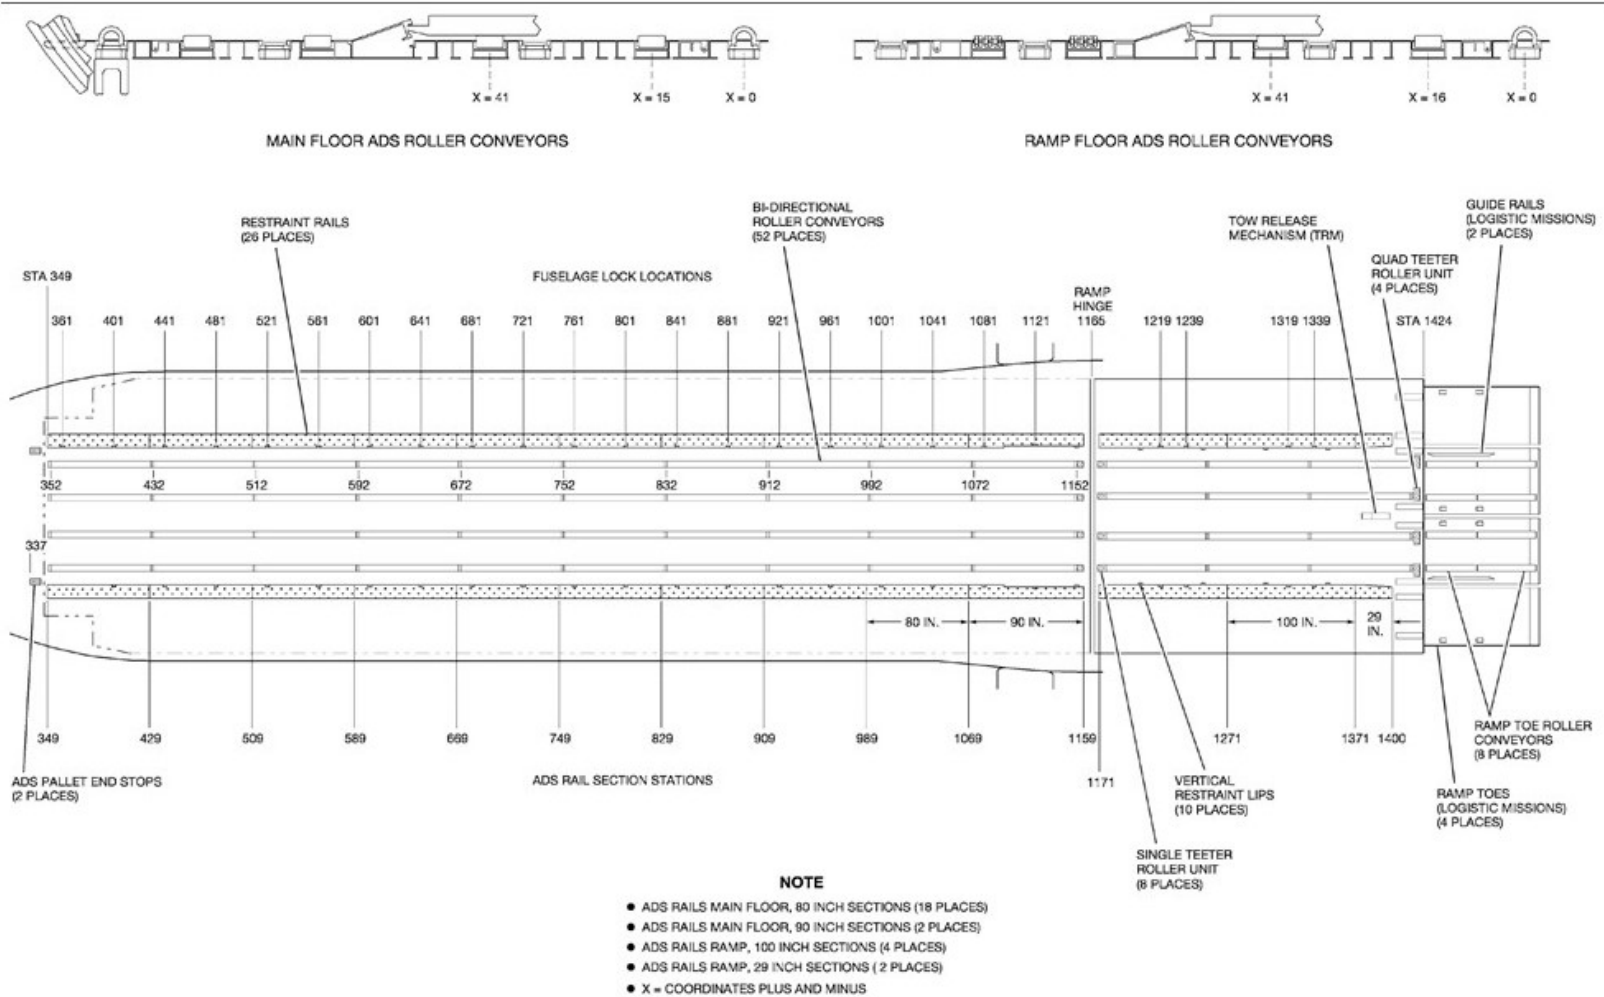 X = 41
X = 15
X = 0
X = 41
X = 16
X = 0
MAIN FLOOR ADS ROLLER CONVEYORS
RAMP FLOOR ADS ROLLER CONVEYORS
RESTRAINT RAILS
(26 PLACES)
BI-DIRECTIONAL
ROLLER CONVEYORS
(52 PLACES)
TOW RELEASE
MECHANISM (TRM)
GUIDE RAILS
(LOGISTIC MISSIONS)
(2 PLACES)
QUAD TEETER
ROLLER UNIT
(4 PLACES)
STA 349
FUSELAGE LOCK LOCATIONS
RAMP
HINGE
361 401 441 481 521 561 601 641 681 721 761 801 841 881 921 961 1001 1041 1081 1121 1165 1219 1239 1319 1339 STA 1424
352 432 512 592 672 752 832 912 992 1072 1152
337
80 IN. 90 IN. 100 IN. 29
IN.
349 429 509 589 669 749 829 909 989 1069 1159 1271 1371 1400
1171
ADS PALLET END STOPS
(2 PLACES)
ADS RAIL SECTION STATIONS
VERTICAL
RESTRAINT LIPS
(10 PLACES)
RAMP TOE ROLLER
CONVEYORS
(8 PLACES)
RAMP TOES
(LOGISTIC MISSIONS)
(4 PLACES)
SINGLE TEETER
ROLLER UNIT
(8 PLACES)
NOTE
● ADS RAILS MAIN FLOOR, 80 INCH SECTIONS (18 PLACES)
● ADS RAILS MAIN FLOOR, 90 INCH SECTIONS (2 PLACES)
● ADS RAILS RAMP, 100 INCH SECTIONS (4 PLACES)
● ADS RAILS RAMP, 29 INCH SECTIONS ( 2 PLACES)
● X = COORDINATES PLUS AND MINUS